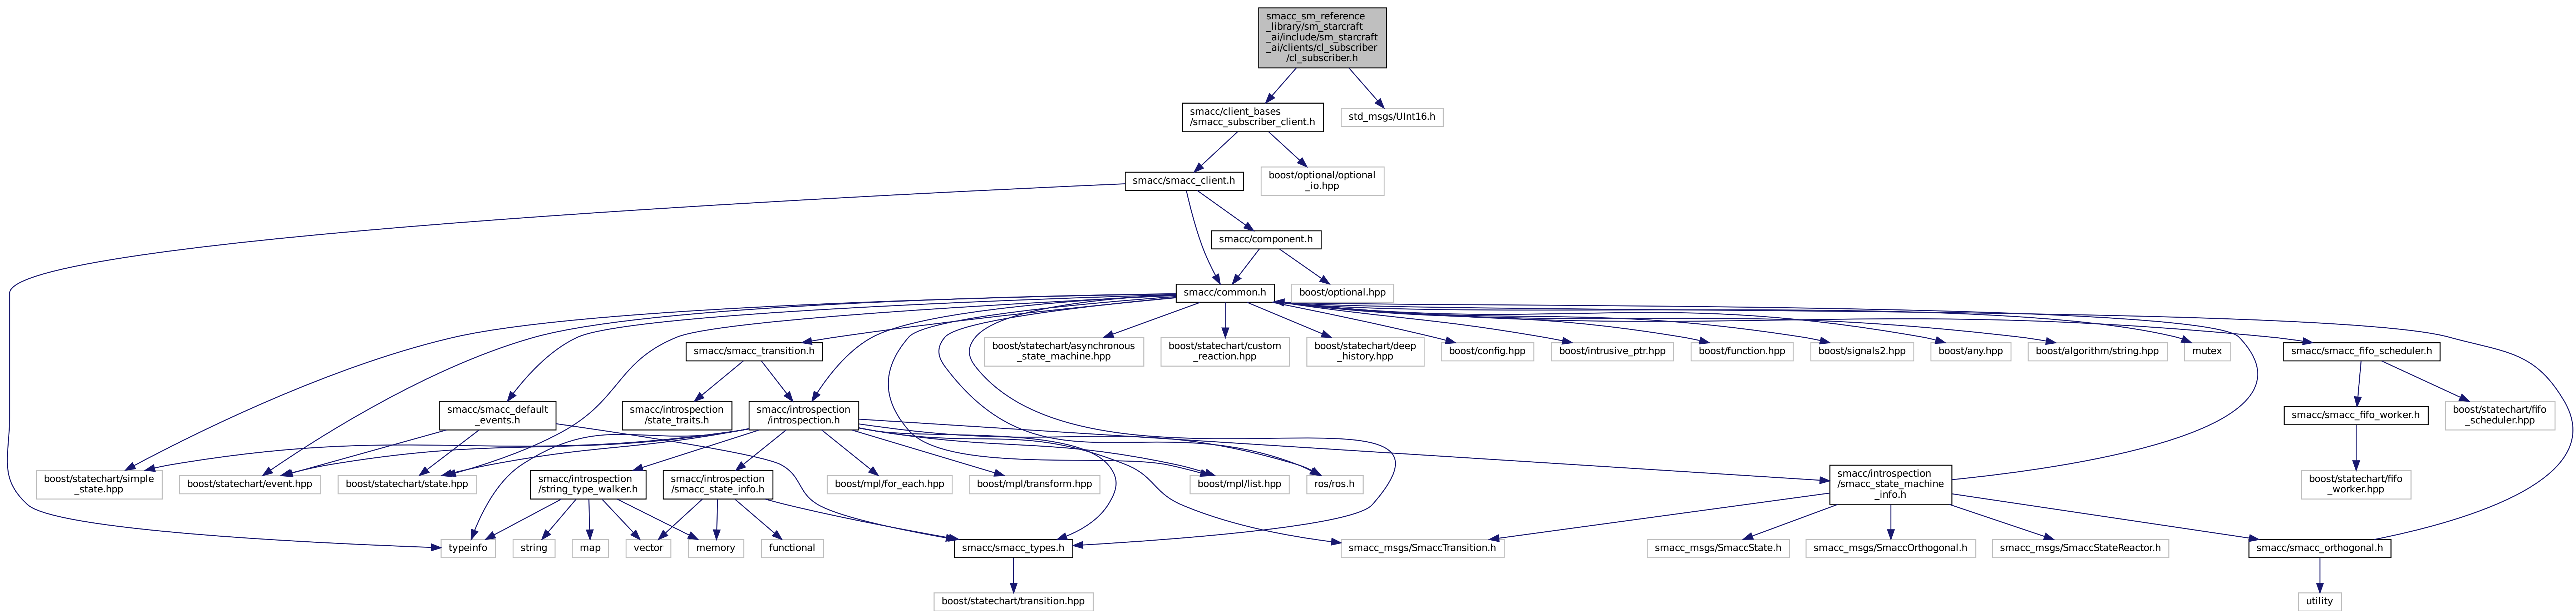 smacc_sm_reference
_library/sm_starcraft
_ai/include/sm_starcraft
_ai/clients/cl_subscriber
/cl_subscriber.h
smacc/client_bases
/smacc_subscriber_client.h
std_msgs/UInt16.h
smacc/smacc_client.h
boost/optional/optional
_io.hpp
smacc/component.h
smacc/common.h
boost/optional.hpp
smacc/smacc_transition.h
boost/statechart/asynchronous
_state_machine.hpp
boost/statechart/custom
_reaction.hpp
boost/statechart/deep
_history.hpp
boost/config.hpp
boost/intrusive_ptr.hpp
boost/function.hpp
boost/signals2.hpp
boost/any.hpp
boost/algorithm/string.hpp
mutex
smacc/smacc_fifo_scheduler.h
smacc/smacc_default
_events.h
smacc/introspection
/state_traits.h
smacc/introspection
/introspection.h
smacc/smacc_fifo_worker.h
boost/statechart/fifo
_scheduler.hpp
boost/statechart/simple
_state.hpp
boost/statechart/event.hpp
boost/statechart/state.hpp
smacc/introspection
/string_type_walker.h
smacc/introspection
/smacc_state_info.h
boost/mpl/for_each.hpp
boost/mpl/transform.hpp
boost/mpl/list.hpp
ros/ros.h
smacc/introspection
/smacc_state_machine
_info.h
boost/statechart/fifo
_worker.hpp
typeinfo
string
map
vector
memory
functional
smacc/smacc_types.h
smacc_msgs/SmaccTransition.h
smacc_msgs/SmaccState.h
smacc_msgs/SmaccOrthogonal.h
smacc_msgs/SmaccStateReactor.h
smacc/smacc_orthogonal.h
boost/statechart/transition.hpp
utility